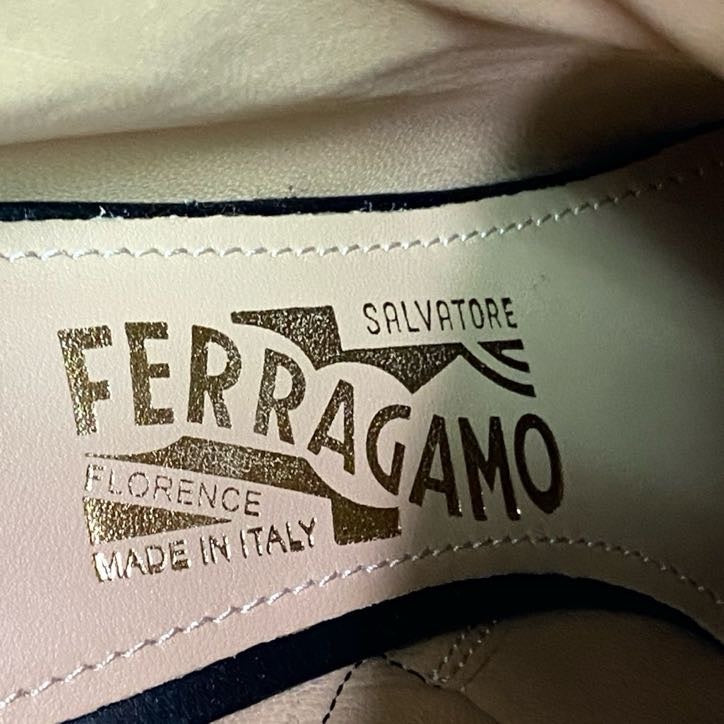 SALVATORE
FERRAGAMO
FLORENCE
MADE IN ITALY